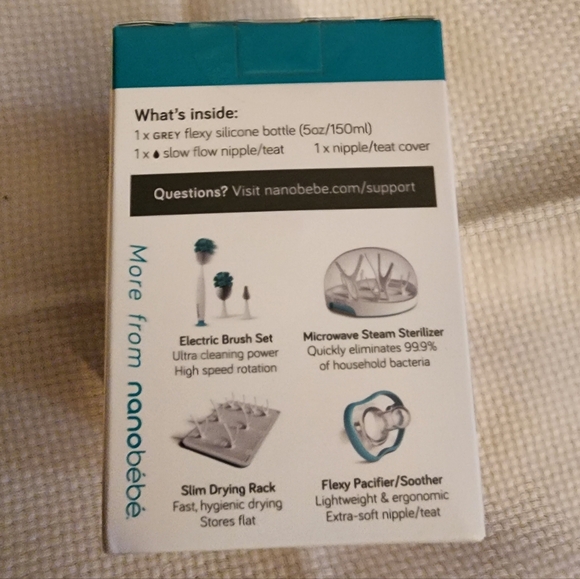 What's inside:
1 x GREY flexy silicone bottle (5oz/150ml)
1 x slow flow nipple/teat 1 x nipple/teat cover
Questions? Visit nanobebe.com/support
More from nanobébé.
Electric Brush Set
Ultra cleaning power
High speed rotation
Microwave Steam Sterilizer
Quickly eliminates 99.9%
of household bacteria
Slim Drying Rack
Fast, hygienic drying
Stores flat
Flexy Pacifier/Soother
Lightweight & ergonomic
Extra-soft nipple/teat